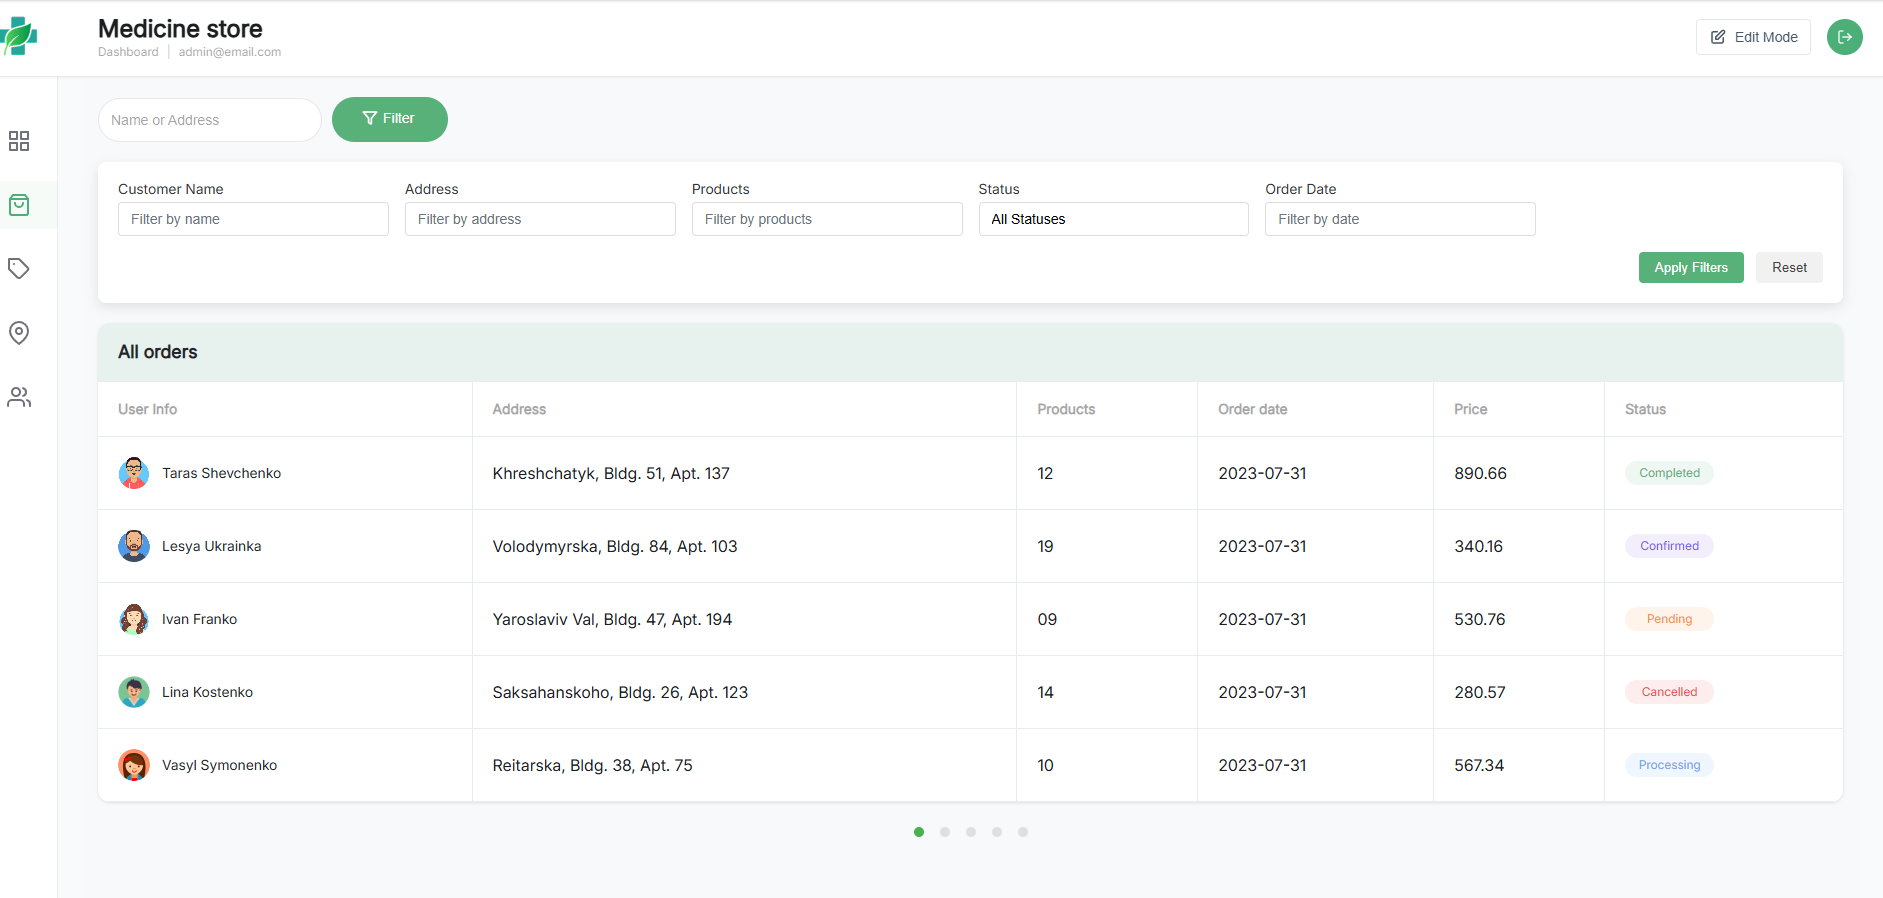 Medicine store
Dashboard | admin@email.com
Edit Mode
Name or Address
Filter
Customer Name Address Products Status Order Date
Filter by name Filter by address Filter by products All Statuses Filter by date
Apply Filters Reset
All orders
User Info Address Products Order date Price Status
Taras Shevchenko Khreshchatyk, Bldg. 51, Apt. 137 12 2023-07-31 890.66 Completed
Lesya Ukrainka Volodymyrska, Bldg. 84, Apt. 103 19 2023-07-31 340.16 Confirmed
Ivan Franko Yaroslaviv Val, Bldg. 47, Apt. 194 09 2023-07-31 530.76 Pending
Lina Kostenko Saksahanskoho, Bldg. 26, Apt. 123 14 2023-07-31 280.57 Cancelled
Vasyl Symonenko Reitarska, Bldg. 38, Apt. 75 10 2023-07-31 567.34 Processing